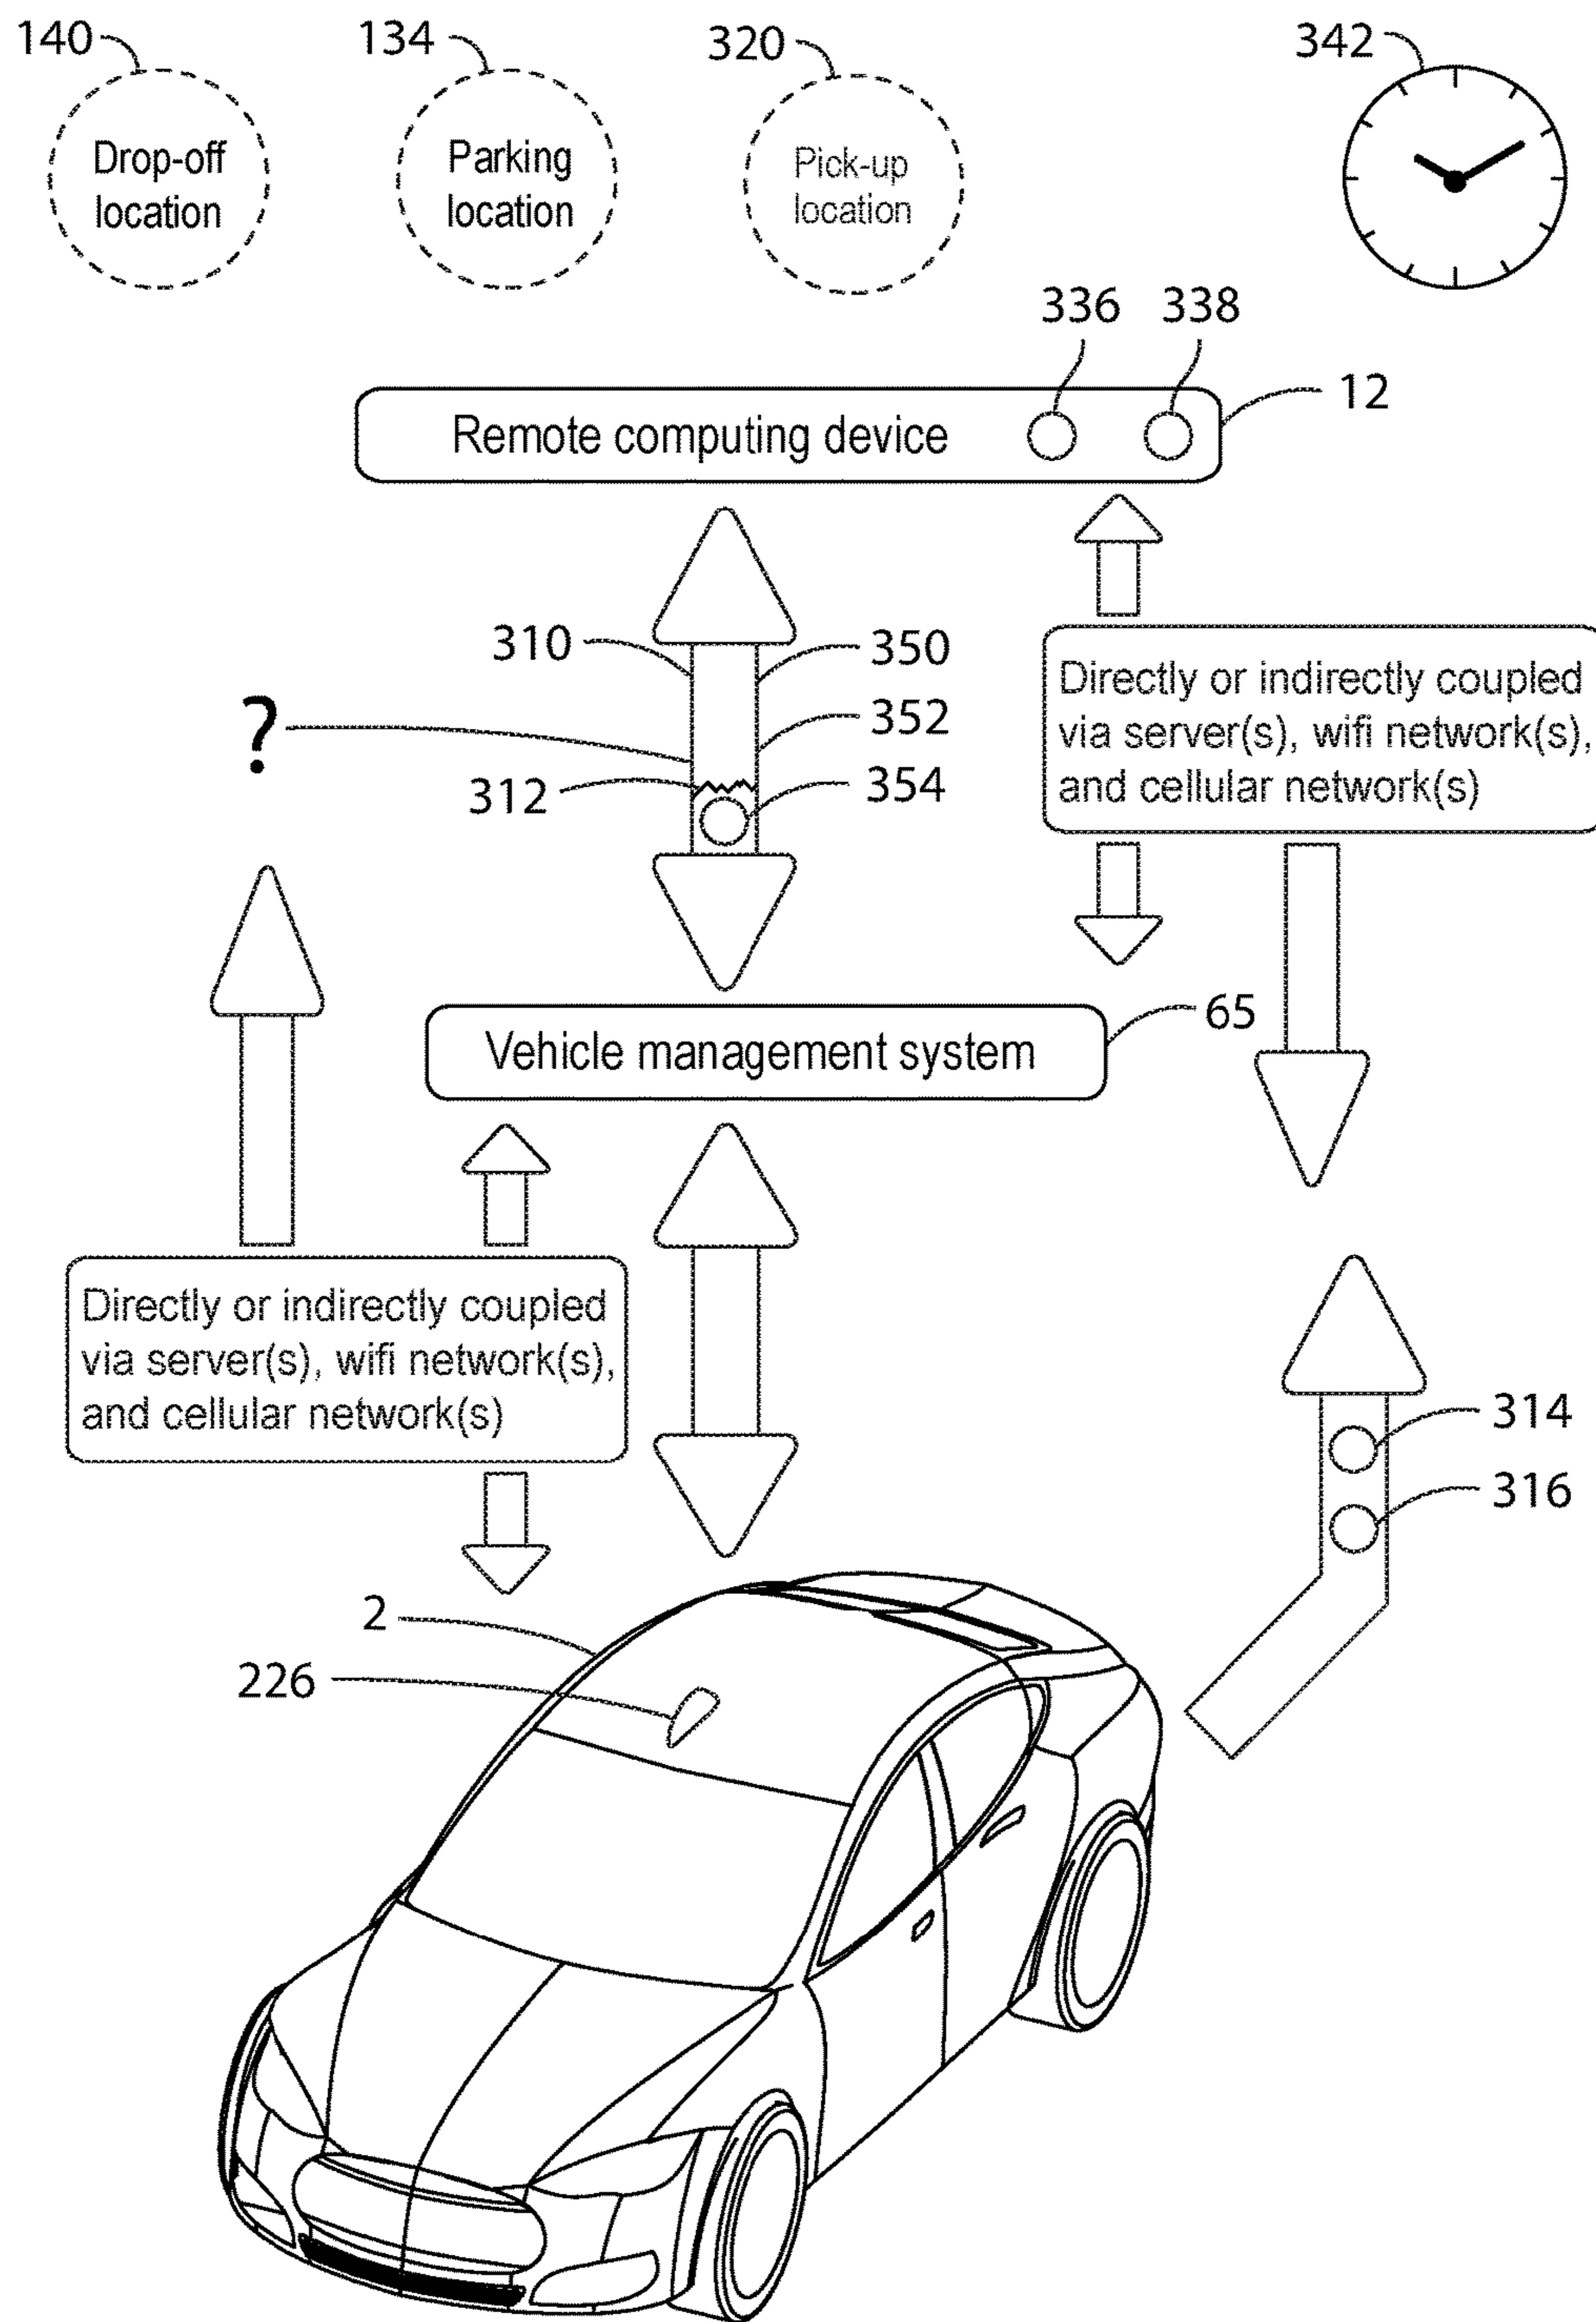 140
134
320
342
Drop-off
location
Parking
location
Pick-up
location
336
338
Remote computing device
12
310
350
?
352
312
354
Directly or indirectly coupled
via server(s), wifi network(s),
and cellular network(s)
Vehicle management system
65
Directly or indirectly coupled
via server(s), wifi network(s),
and cellular network(s)
314
316
2
226